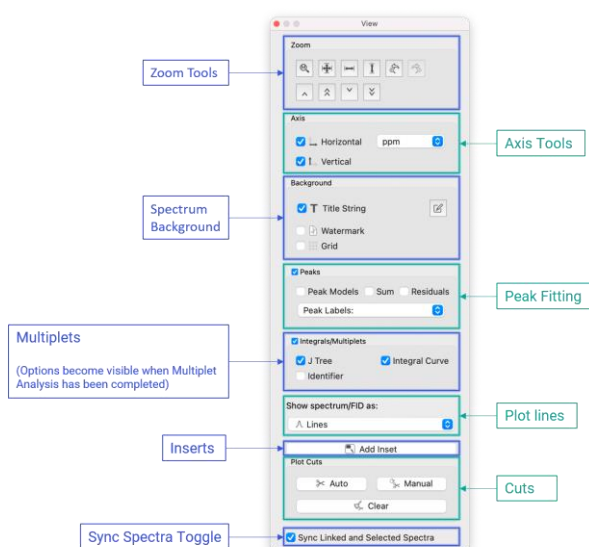 View
Zoom
Zoom Tools
Axis
Horizontal ppm
Vertical
Axis Tools
Background
Title String
Watermark
Grid
Spectrum
Background
Peaks
Peak Models Sum Residuals
Peak Labels:
Peak Fitting
Multiplets
(Options become visible when Multiplet
Analysis has been completed)
Integrals/Multiplets
J Tree Integral Curve
Identifier
Show spectrum/FID as:
Lines
Plot lines
Inserts
Add Inset
Plot Cuts
Auto Manual
Clear
Cuts
Sync Spectra Toggle
Sync Linked and Selected Spectra